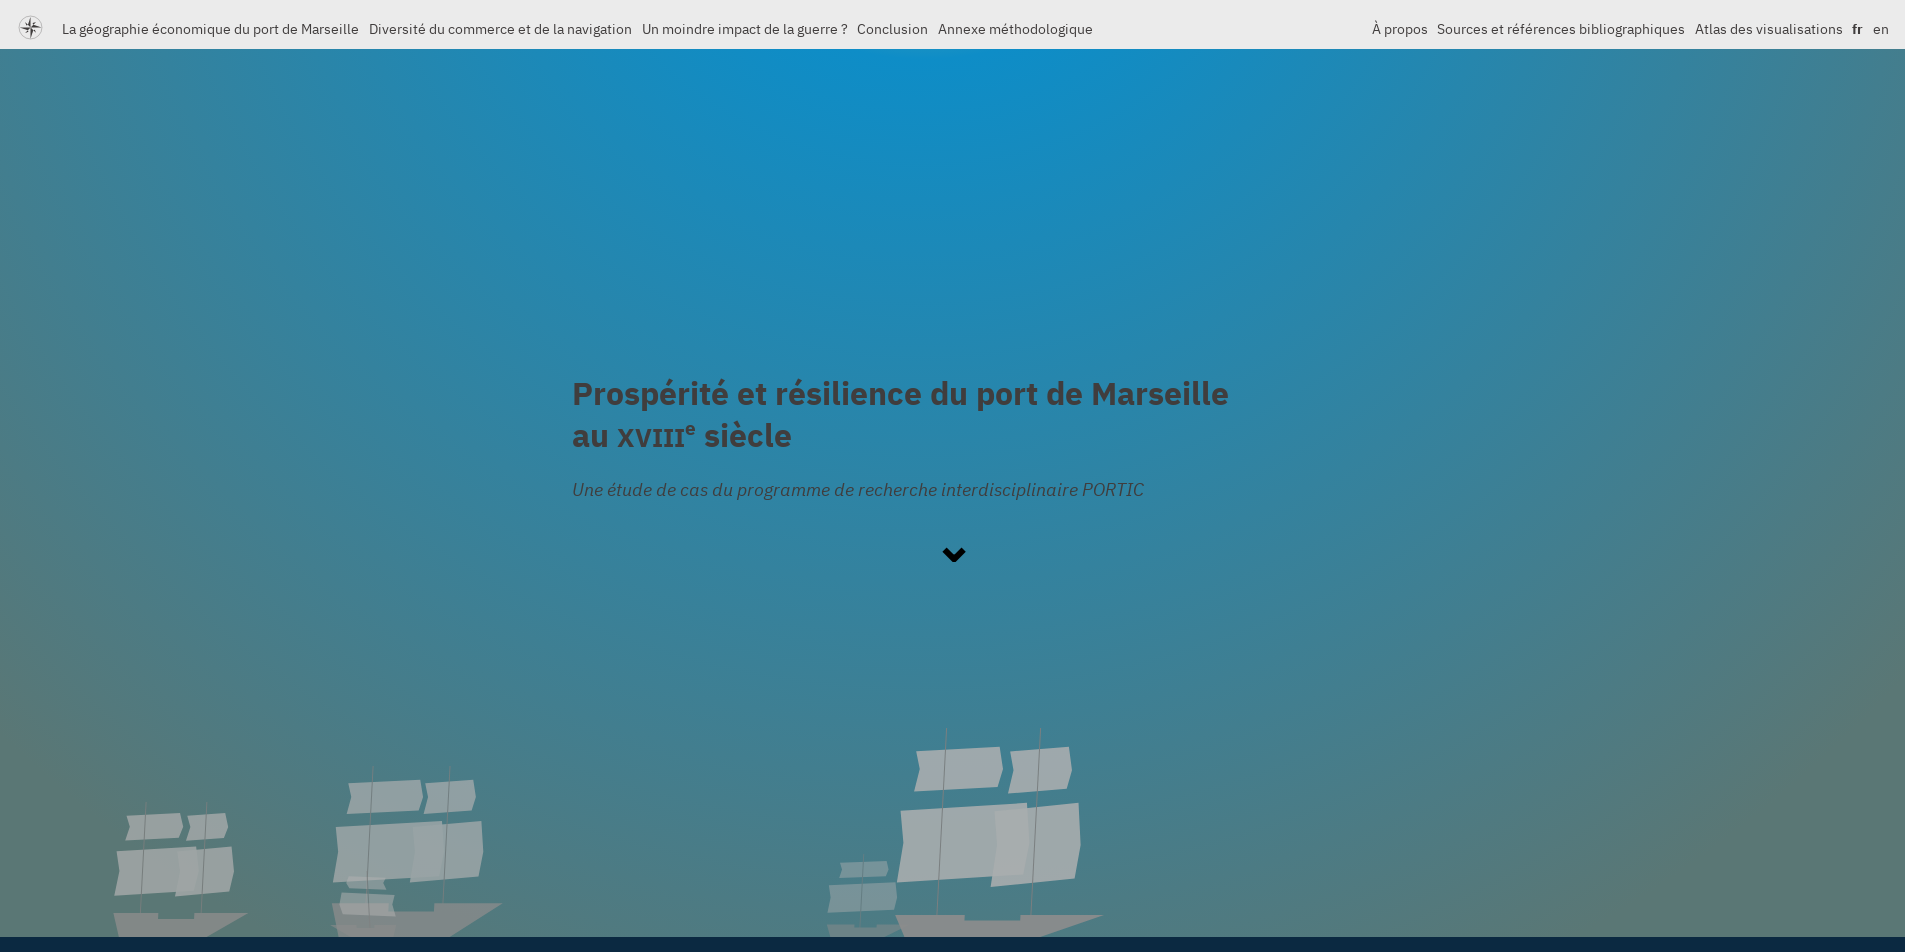 La géographie économique du port de Marseille Diversité du commerce et de la navigation Un moindre impact de la guerre ? Conclusion Annexe méthodologique À propos Sources et références bibliographiques Atlas des visualisations fr en
Prospérité et résilience du port de Marseille
au XVIIIe siècle
Une étude de cas du programme de recherche interdisciplinaire PORTIC